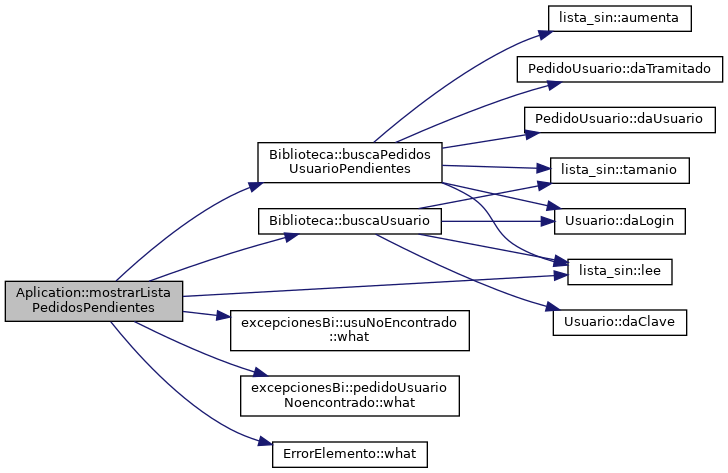 lista_sin::aumenta
PedidoUsuario::daTramitado
PedidoUsuario::daUsuario
Biblioteca::buscaPedidos
UsuarioPendientes
lista_sin::tamanio
Biblioteca::buscaUsuario
Usuario::daLogin
lista_sin::lee
Aplication::mostrarLista
PedidosPendientes
excepcionesBi::usuNoEncontrado
::what
Usuario::daClave
excepcionesBi::pedidoUsuario
Noencontrado::what
ErrorElemento::what